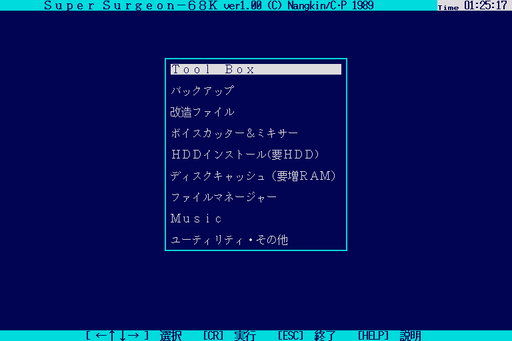 Super Surgeon-68K ver1.00 (C) Nangkin/C-P 1989 Time 01:25:17
Tool Box
バックアップ
改造ファイル
ボイスカッター&ミキサー
HDDインストール(要HDD)
ディスクキャッシュ(要増RAM)
ファイルマネージャー
Music
ユーティリティ・その他
[←↑↓→] 選択 [CR] 実行 [ESC] 終了 [HELP] 説明